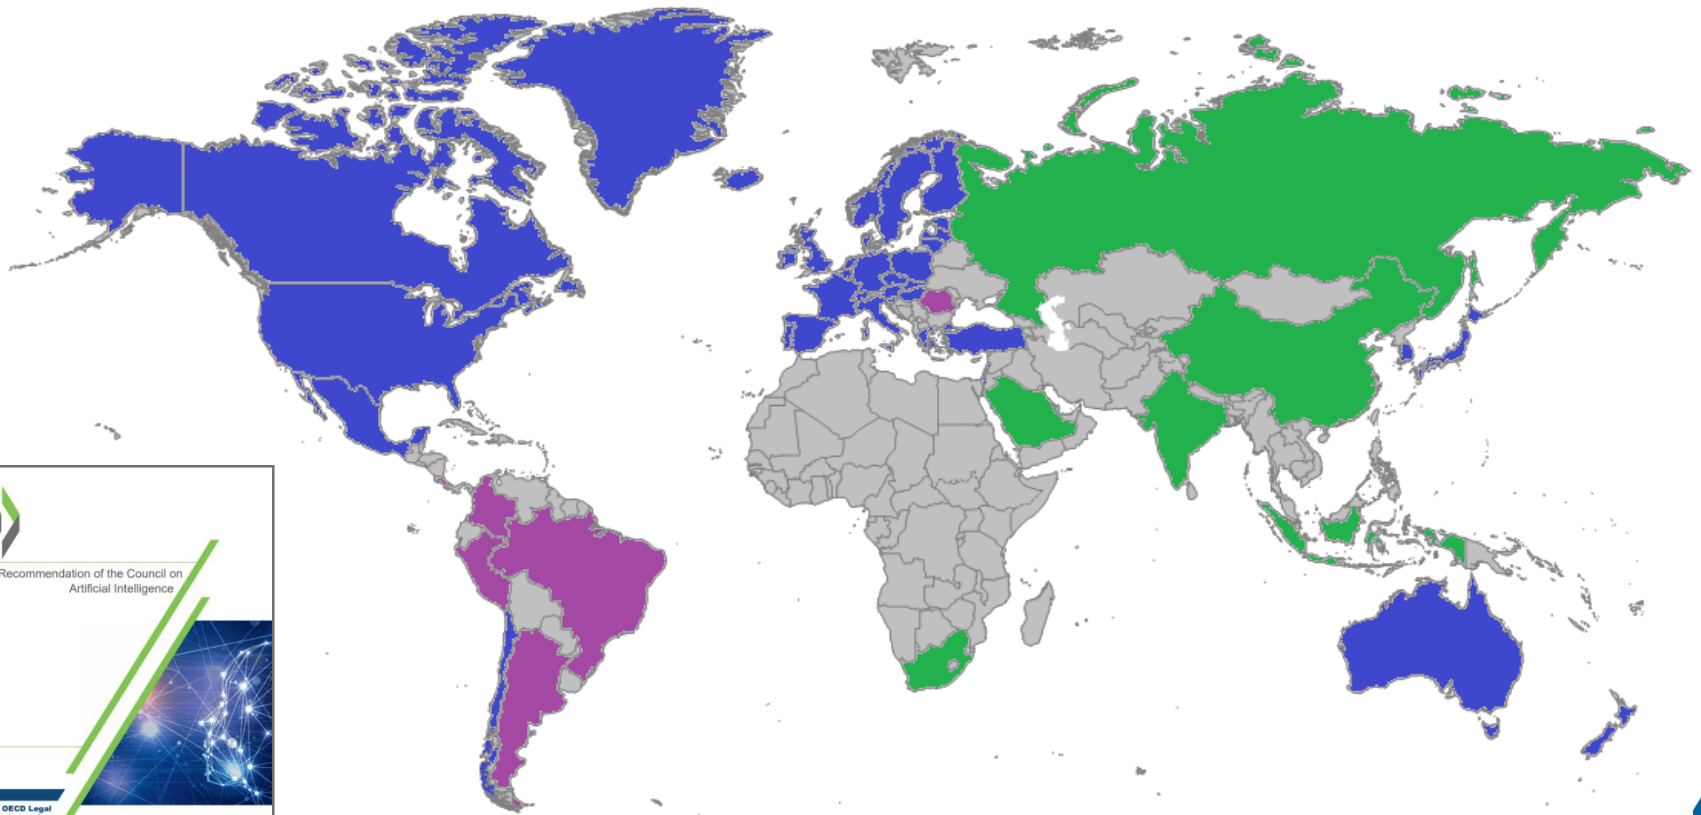 Recommendation of the Council on
Artificial Intelligence
OECD Legal